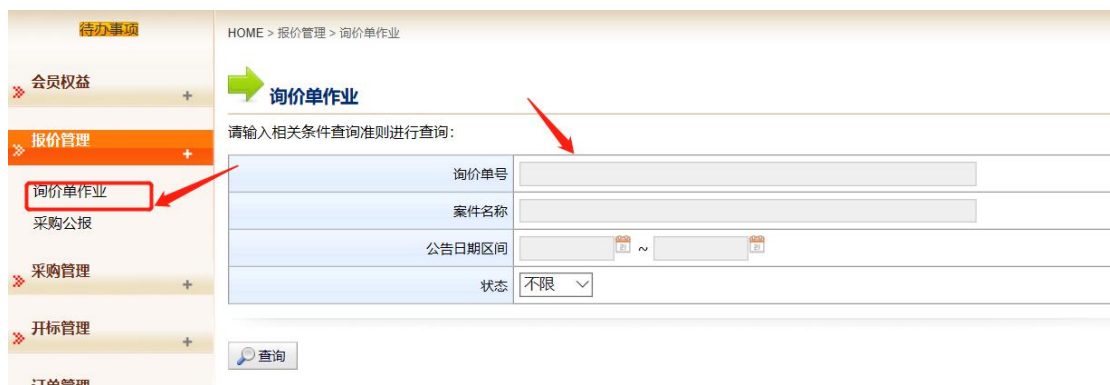 待办事项
会员权益
报价管理
询价单作业
采购公报
采购管理
开标管理
订单管理
HOME > 报价管理 > 询价单作业
询价单作业
请输入相关条件查询准则进行查询：
询价单号
案件名称
公告日期区间 ~
状态 不限
查询